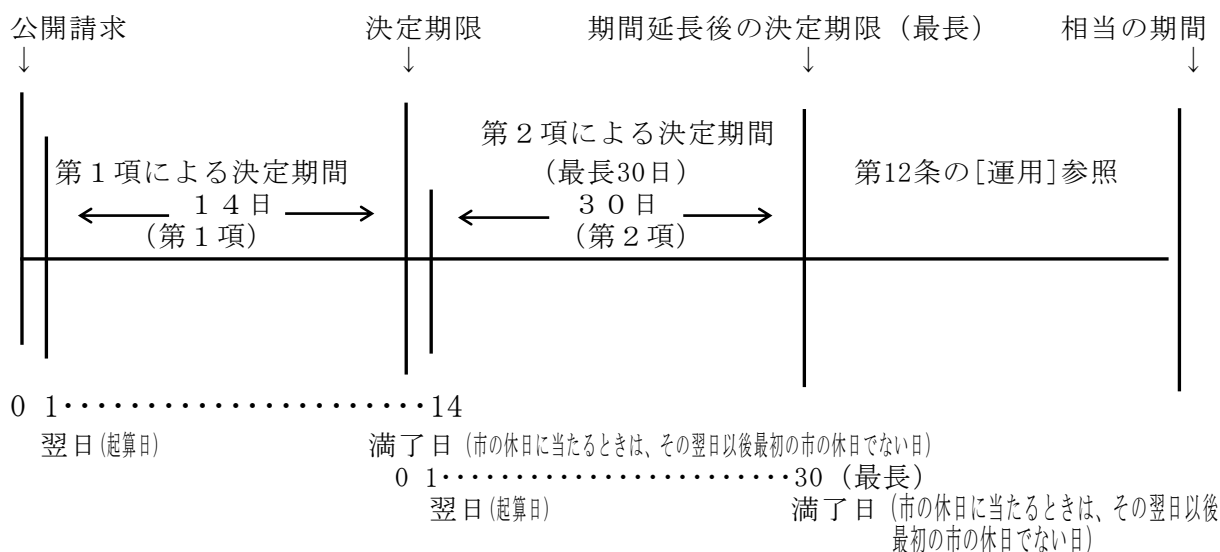 公開請求 決定期限 期間延長後の決定期限（最長） 相当の期間
↓ ↓ ↓ ↓
第１項による決定期間
１４日
（第１項）
第２項による決定期間
（最長30日）
３０日
（第２項）
第12条の[運用]参照
0 1・・・・・・・・・・・・・・・・・・・・・・14
翌日(起算日) 満了日（市の休日に当たるときは、その翌日以後最初の市の休日でない日）
0 1・・・・・・・・・・・・・・・・・・・・・・・30（最長）
翌日(起算日) 満了日（市の休日に当たるときは、その翌日以後
最初の市の休日でない日）